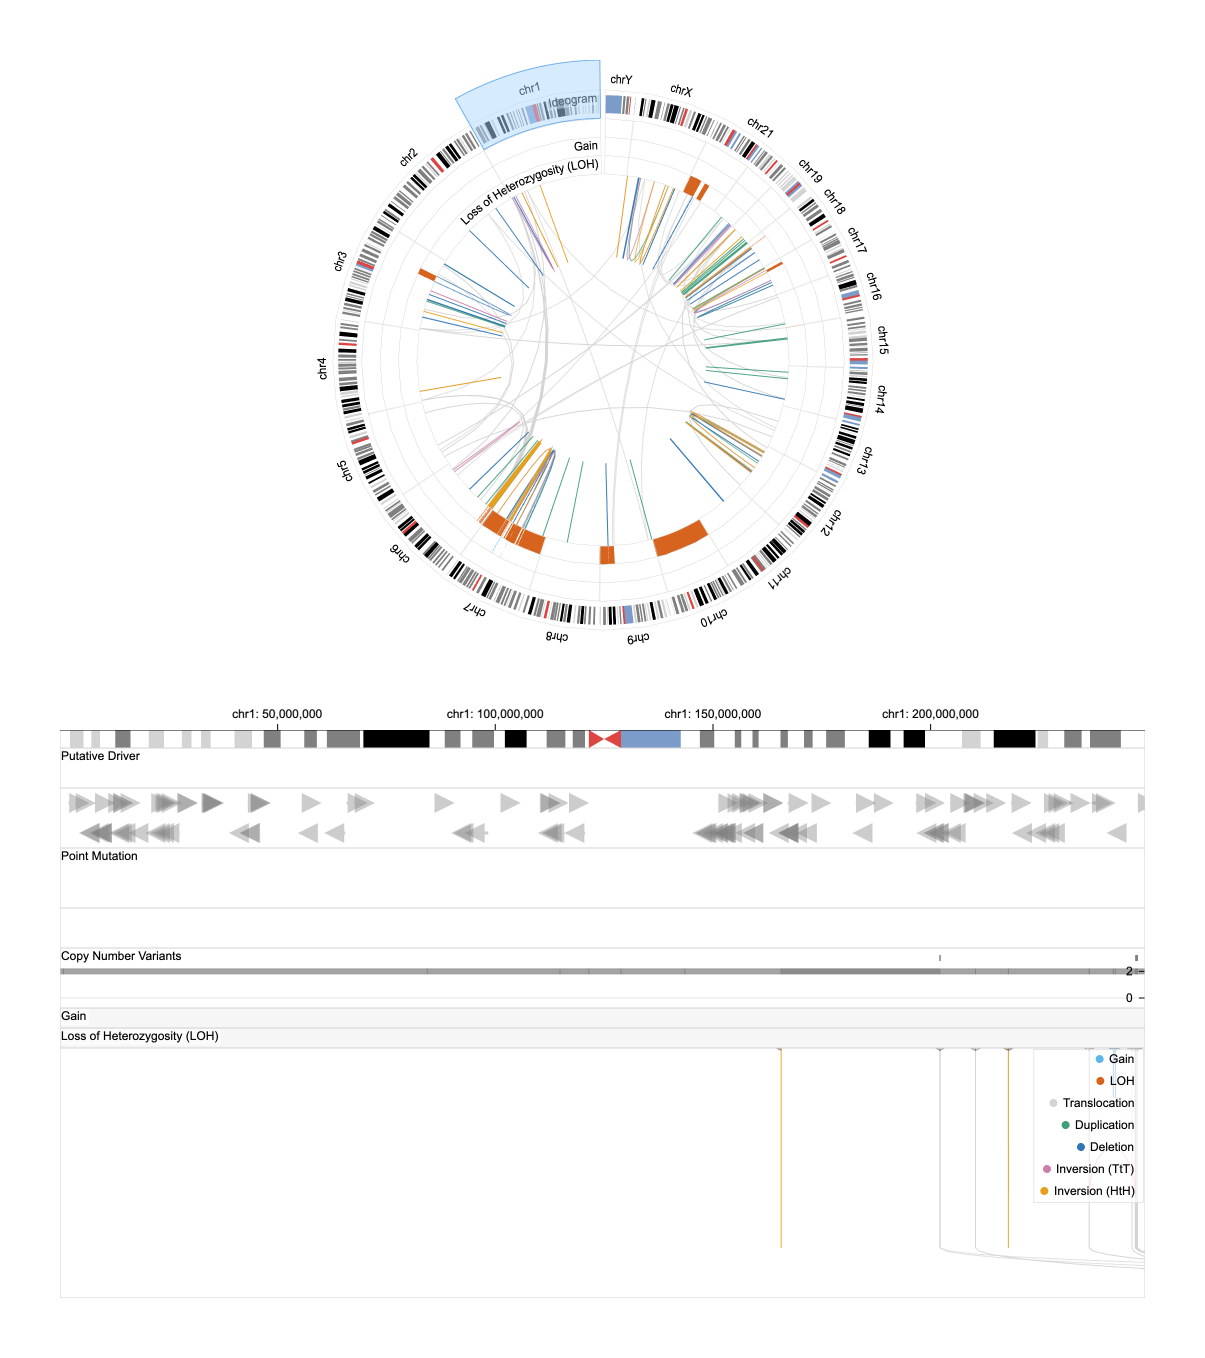 chr1
Ideogram
chrY
chrX
chr21
chr19
chr18
chr17
chr16
chr15
chr14
chr13
chr12
chr11
chr10
chr9
chr8
chr7
chr6
chr5
chr4
chr3
chr2
Gain
Loss of Heterozygosity (LOH)
chr1: 50,000,000 chr1: 100,000,000 chr1: 150,000,000 chr1: 200,000,000
Putative Driver
Point Mutation
Copy Number Variants
2
0
Gain
Loss of Heterozygosity (LOH)
Gain
LOH
Translocation
Duplication
Deletion
Inversion (TtT)
Inversion (HtH)